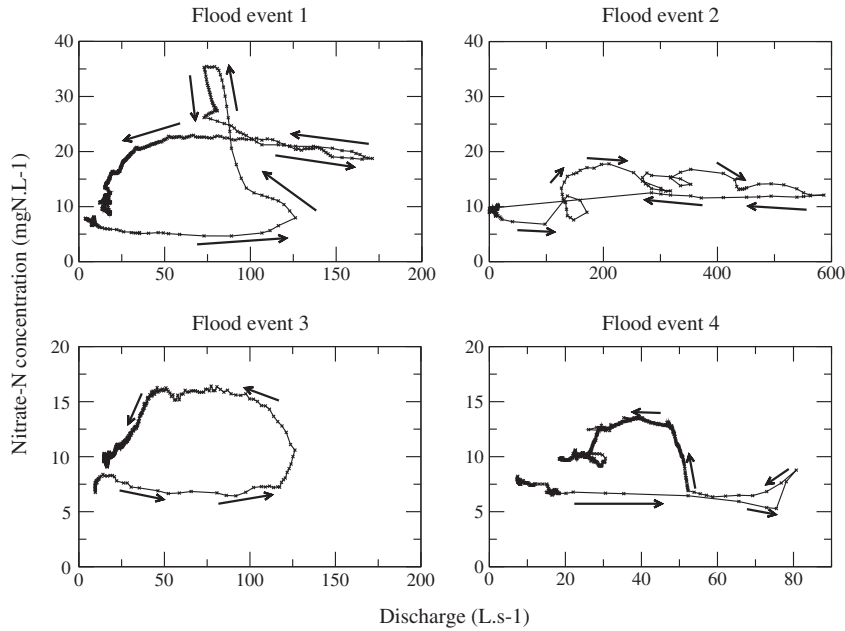 Flood event 1
Flood event 2
40
30
20
10
0
0 50 100 150 200
40
30
20
10
0
0 200 400 600
Flood event 3
Flood event 4
20
15
10
5
0
0 50 100 150 200
20
15
10
5
0
0 20 40 60 80
Nitrate-N concentration (mgN.L-1)
Discharge (L.s-1)